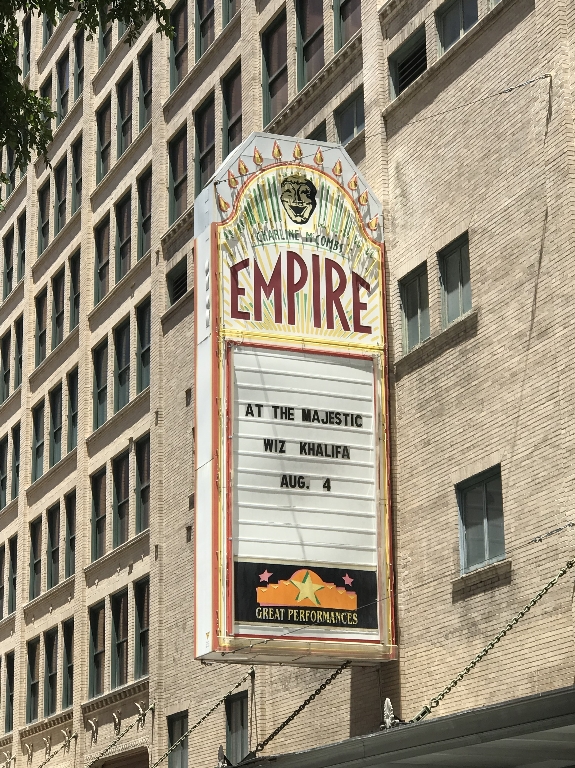 CHARLINE McCOMBS
EMPIRE
AT THE MAJESTIC
WIZ KHALIFA
AUG. 4
GREAT PERFORMANCES